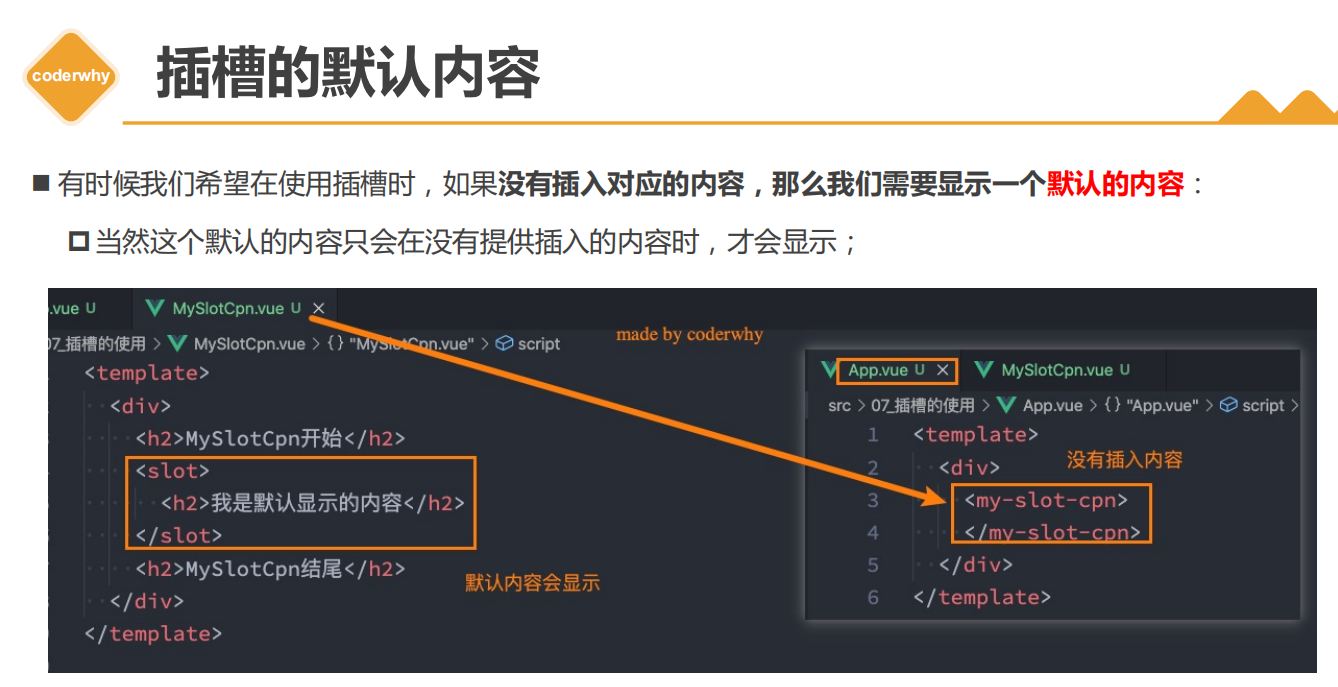 coderwhy
插槽的默认内容
有时候我们希望在使用插槽时，如果没有插入对应的内容，那么我们需要显示一个默认的内容：
当然这个默认的内容只会在没有提供插入的内容时，才会显示；
.vue U MySlotCpn.vue U ×
07_插槽的使用 > MySlotCpn.vue > {} "MySlotCpn.vue" > script
made by coderwhy
<template>
<div>
<h2>MySlotCpn开始</h2>
<slot>
<h2>我是默认显示的内容</h2>
</slot>
<h2>MySlotCpn结尾</h2>
</div>
</template>
默认内容会显示
App.vue U × MySlotCpn.vue U
src > 07_插槽的使用 > App.vue > {} "App.vue" > script >
1 <template>
2 <div>
没有插入内容
3 <my-slot-cpn>
4 </my-slot-cpn>
5 </div>
6 </template>